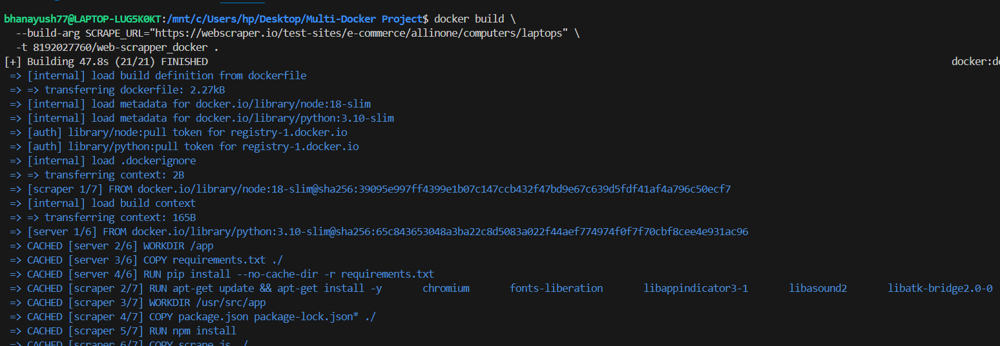 bhanayush77@LAPTOP-LUG5K0KT:/mnt/c/Users/hp/Desktop/Multi-Docker Project$ docker build \
--build-arg SCRAPE_URL="https://webscraper.io/test-sites/e-commerce/allinone/computers/laptops" \
-t 8192027760/web-scrapper_docker .
[+] Building 47.8s (21/21) FINISHED docker:de
=> [internal] load build definition from dockerfile
=> => transferring dockerfile: 2.27kB
=> [internal] load metadata for docker.io/library/node:18-slim
=> [internal] load metadata for docker.io/library/python:3.10-slim
=> [auth] library/node:pull token for registry-1.docker.io
=> [auth] library/python:pull token for registry-1.docker.io
=> [internal] load .dockerignore
=> => transferring context: 2B
=> [scraper 1/7] FROM docker.io/library/node:18-slim@sha256:39095e997ff4399e1b07c147ccb432f47bd9e67c639d5fdf41af4a796c50ecf7
=> [internal] load build context
=> => transferring context: 165B
=> [server 1/6] FROM docker.io/library/python:3.10-slim@sha256:65c843653048a3ba22c8d5083a022f44aef774974f0f7f70cbf8cee4e931ac96
=> CACHED [server 2/6] WORKDIR /app
=> CACHED [server 3/6] COPY requirements.txt ./
=> CACHED [server 4/6] RUN pip install --no-cache-dir -r requirements.txt
=> CACHED [scraper 2/7] RUN apt-get update && apt-get install -y chromium fonts-liberation libappindicator3-1 libasound2 libatk-bridge2.0-0
=> CACHED [scraper 3/7] WORKDIR /usr/src/app
=> CACHED [scraper 4/7] COPY package.json package-lock.json* ./
=> CACHED [scraper 5/7] RUN npm install
=> CACHED [scraper 6/7] COPY scrape.js ./